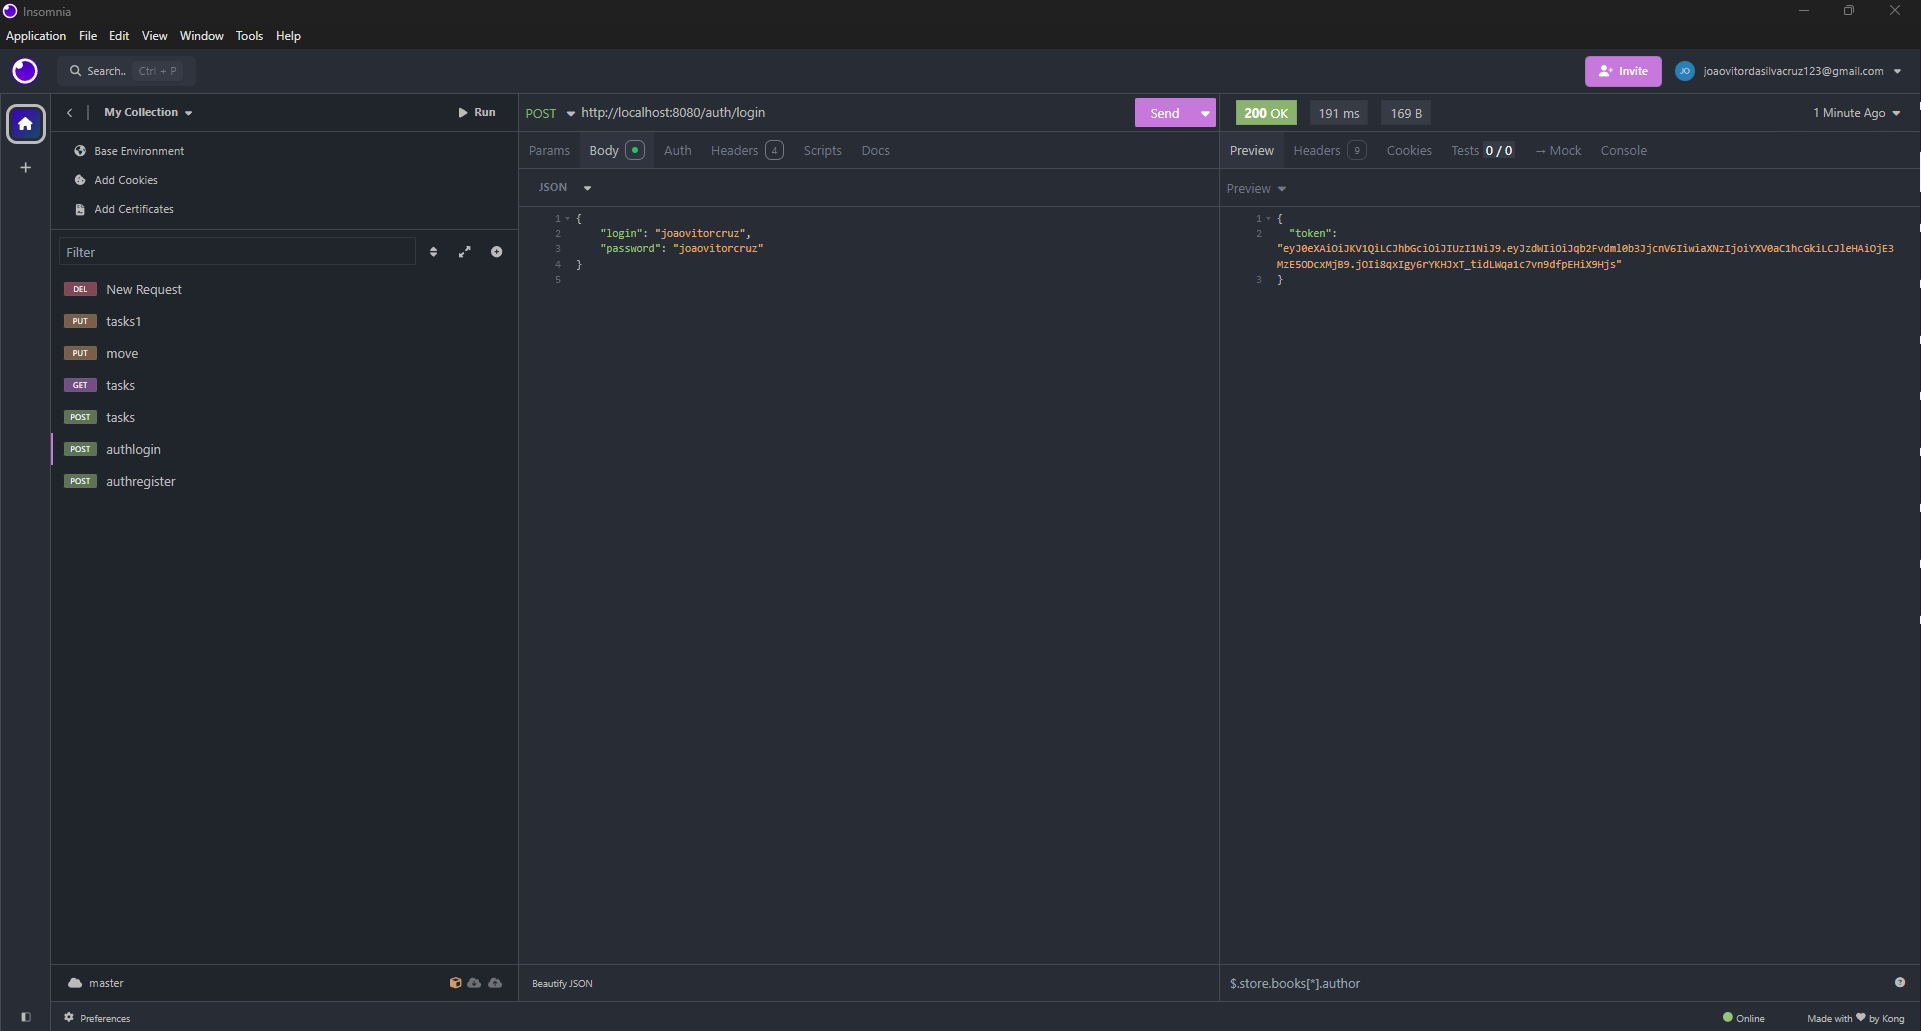 Insomnia
Application File Edit View Window Tools Help
Search.. Ctrl + P
Invite
JO joaovitordasilvacruz123@gmail.com
My Collection
Run
Base Environment
Add Cookies
Add Certificates
Filter
DEL New Request
PUT tasks1
PUT move
GET tasks
POST tasks
POST authlogin
POST authregister
master
POST http://localhost:8080/auth/login
Send
Params Body Auth Headers 4 Scripts Docs
JSON
1 {
2 "login": "joaovitorcruz",
3 "password": "joaovitorcruz"
4 }
5
Beautify JSON
200 OK 191 ms 169 B 1 Minute Ago
Preview Headers 9 Cookies Tests 0 / 0 → Mock Console
Preview
1 {
2 "token":
"eyJ0eXAiOiJKV1QiLCJhbGciOiJIUzI1NiJ9.eyJzdWIiOiJqb2Fvdml0b3JjcnV6IiwiaXNzIjoiYXV0aC1hcGkiLCJleHAiOjE3
MzE5ODcxMjB9.jOIi8qxIgy6rYKHJxT_tidLWqa1c7vn9dfpEHiX9Hjs"
3 }
$.store.books[*].author
Preferences
Online
Made with ❤ by Kong